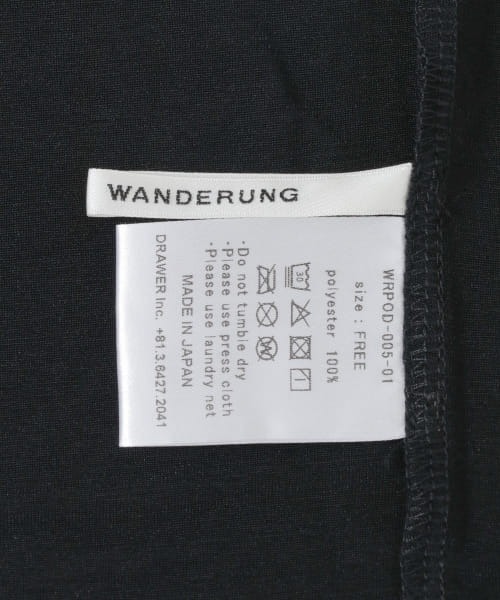 WANDERUNG
WRPOD-005-01
size : FREE
polyester 100%
30
W
・Do not tumble dry
・Please use press cloth
・Please use laundry net
MADE IN JAPAN
DRAWER Inc. +81.3.6427.2041